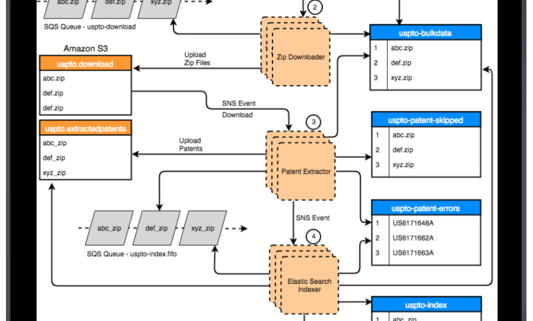 abc.zip
def.zip
xyz.zip
SQS Queue - uspto-download
2
Zip Downloader
uspto-bulkdata
1 abc.zip
2 def.zip
3 xyz.zip
Amazon S3
uspto.download
abc.zip
def.zip
def.zip
Upload
Zip Files
SNS Event
Download
3
uspto.extractedpatents
abc_zip
def_zip
xyz_zip
Upload
Patents
Patent Extractor
uspto-patent-skipped
1 abc.zip
2 def.zip
3 xyz.zip
SNS Event
abc_zip
def_zip
xyz_zip
SQS Queue - uspto-index.fifo
uspto-patent-errors
1 US6171648A
2 US6171662A
3 US6171663A
4
Elastic Search
Indexer
uspto-index
1 abc_zip